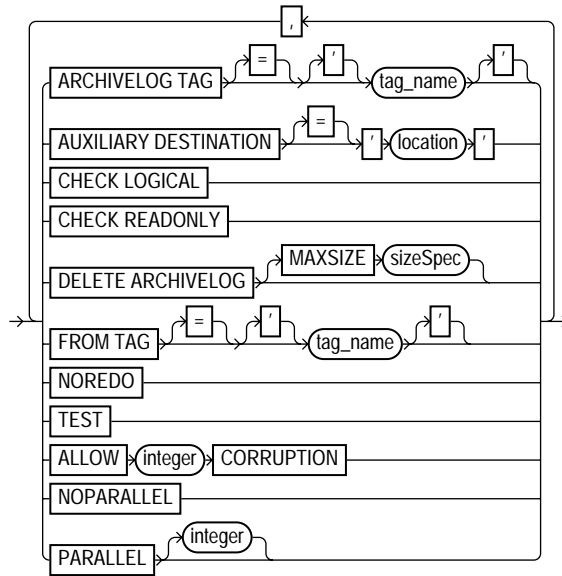 ,
ARCHIVELOG TAG = ' tag_name '
AUXILIARY DESTINATION = ' location '
CHECK LOGICAL
CHECK READONLY
DELETE ARCHIVELOG MAXSIZE sizeSpec
FROM TAG = ' tag_name '
NOREDO
TEST
ALLOW integer CORRUPTION
NOPARALLEL
PARALLEL integer